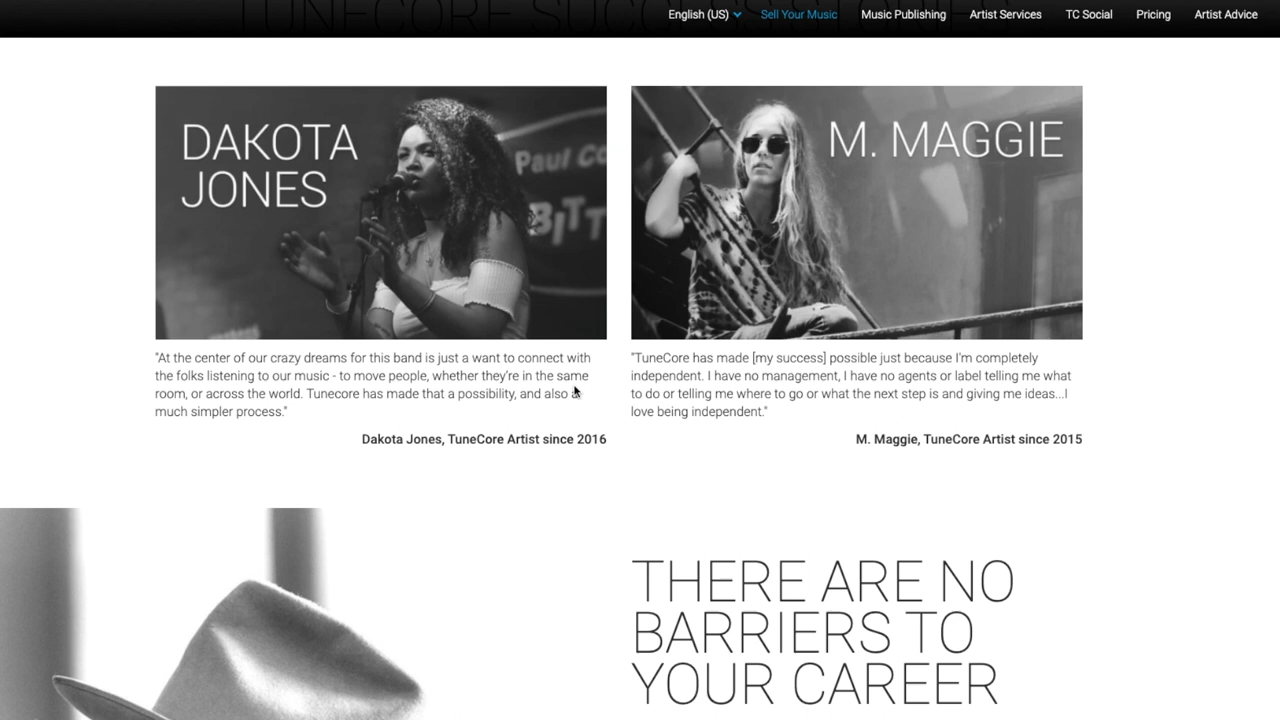 TUNECORE SUCCESS STORIES
English (US) Sell Your Music Music Publishing Artist Services TC Social Pricing Artist Advice
DAKOTA
JONES
Paul Co
BITT
"At the center of our crazy dreams for this band is just a want to connect with
the folks listening to our music - to move people, whether they're in the same
room, or across the world. Tunecore has made that a possibility, and also a
much simpler process."
Dakota Jones, TuneCore Artist since 2016
M. MAGGIE
"TuneCore has made [my success] possible just because I'm completely
independent. I have no management, I have no agents or label telling me what
to do or telling me where to go or what the next step is and giving me ideas...I
love being independent."
M. Maggie, TuneCore Artist since 2015
THERE ARE NO
BARRIERS TO
YOUR CAREER